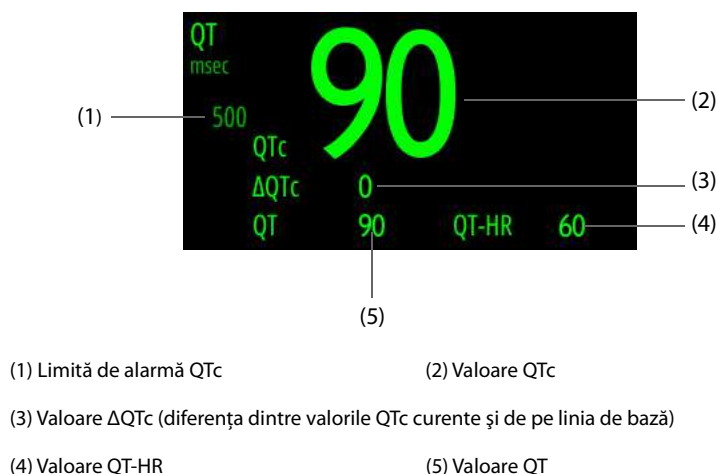 QT
msec
90
(1)
500
(2)
QTc
ΔQTc 0
(3)
QT 90 QT-HR 60
(4)
(5)
(1) Limită de alarmă QTc (2) Valoare QTc
(3) Valoare ΔQTc (diferența dintre valorile QTc curente și de pe linia de bază)
(4) Valoare QT-HR (5) Valoare QT